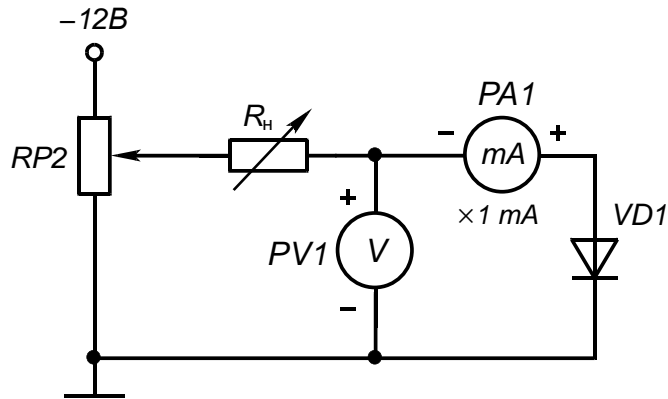 –12В
RP2
Rн
PA1
– +
mA
×1 mA
+
PV1
V
–
VD1